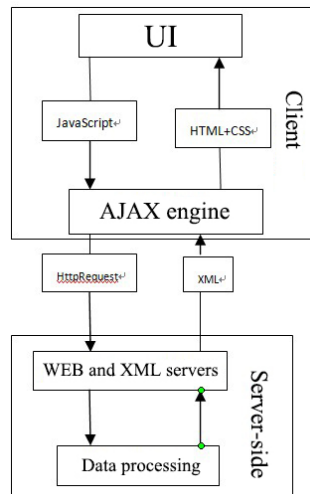 UI
JavaScript↵
HTML+CSS↵
Client
AJAX engine
HttpRequest↵
XML↵
WEB and XML servers
Server-side
Data processing